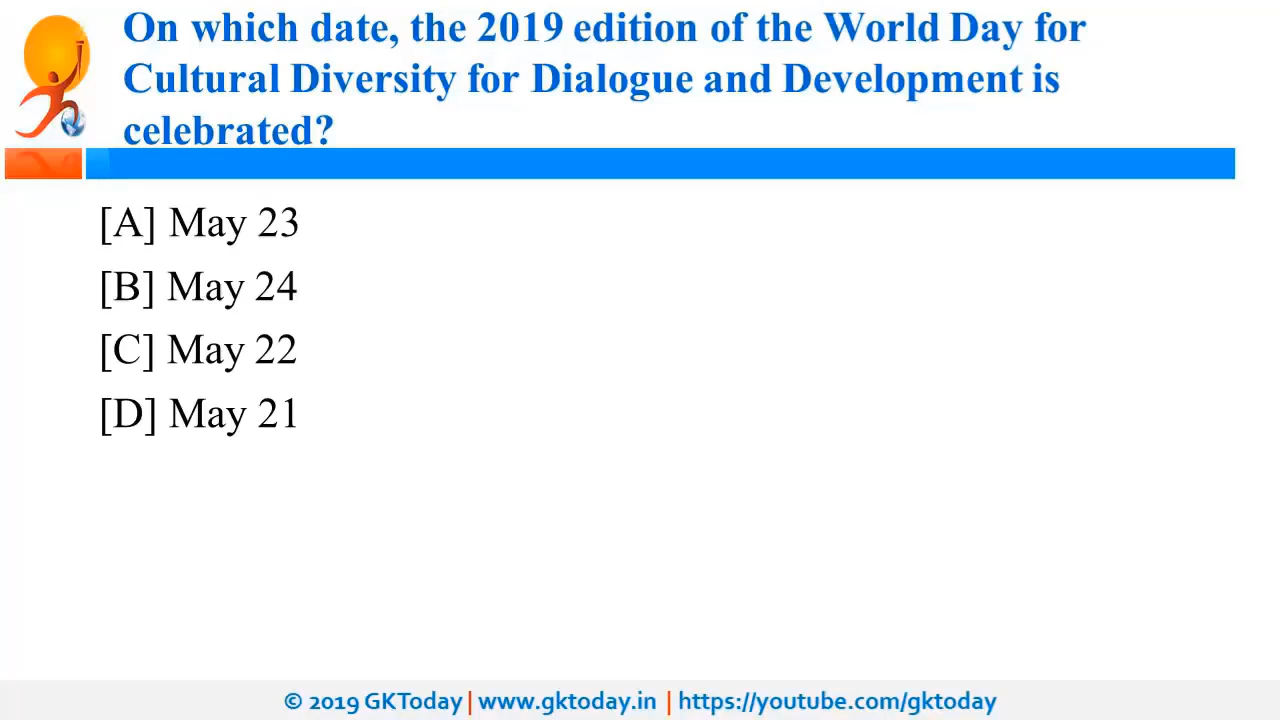 On which date, the 2019 edition of the World Day for
Cultural Diversity for Dialogue and Development is
celebrated?
[A] May 23
[B] May 24
[C] May 22
[D] May 21
© 2019 GKToday | www.gktoday.in | https://youtube.com/gktoday